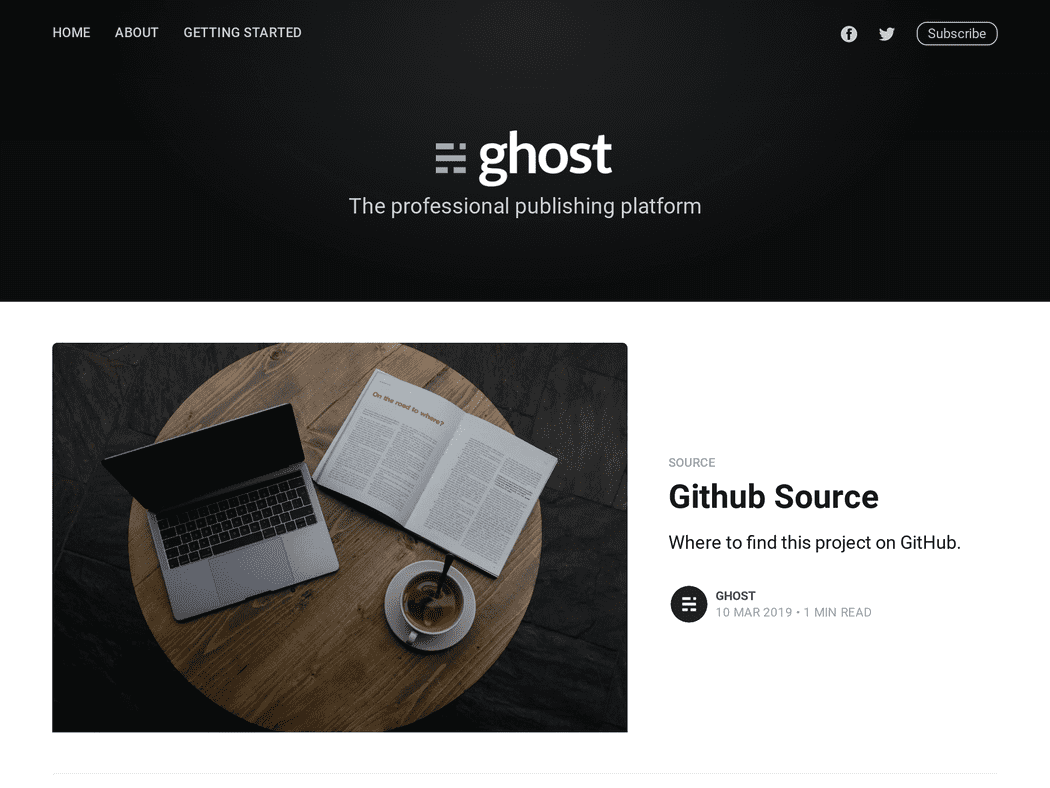 HOME ABOUT GETTING STARTED Subscribe
ghost
The professional publishing platform
On the road to where?
SOURCE
Github Source
Where to find this project on GitHub.
GHOST
10 MAR 2019 • 1 MIN READ